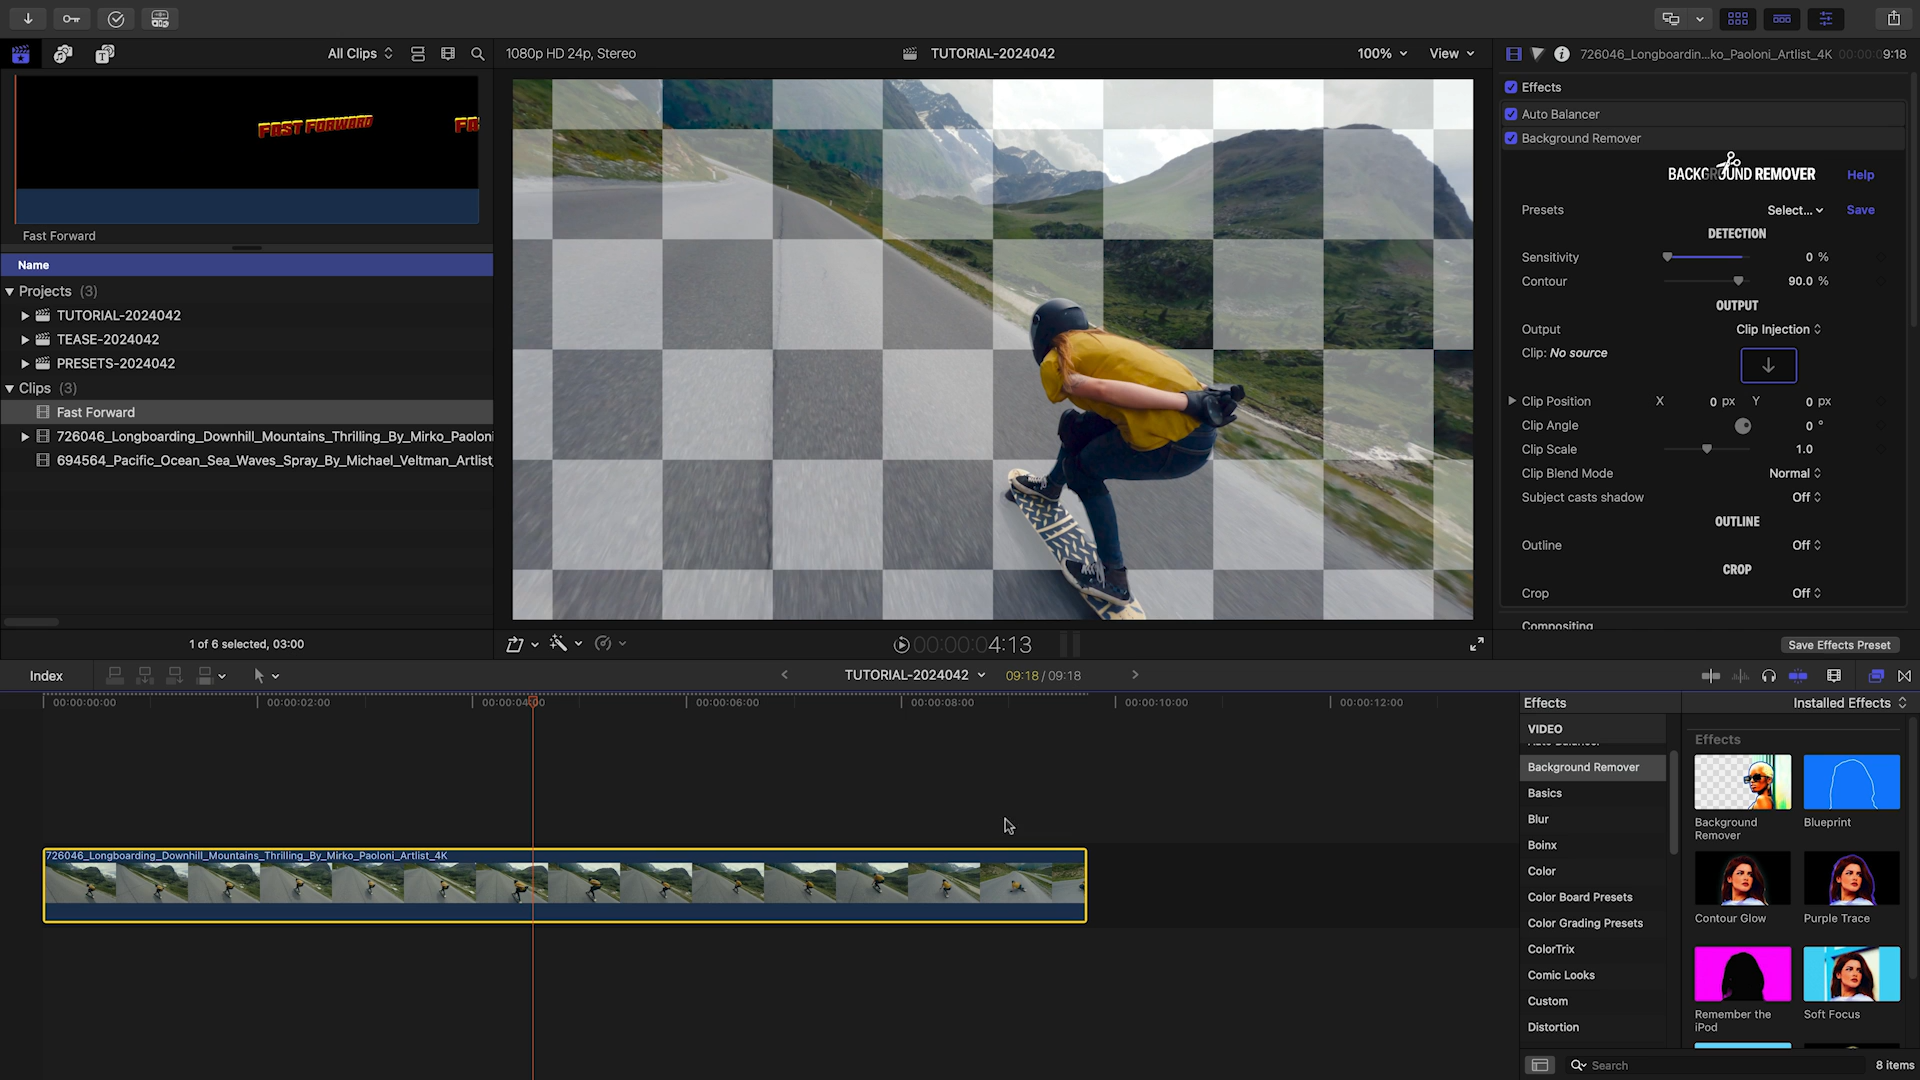 All Clips
1080p HD 24p, Stereo
TUTORIAL-2024042
100%
View
726046_Longboardin...ko_Paoloni_Artlist_4K
00:00:09:18
FAST FORWARD
FA
Fast Forward
Name
Projects (3)
TUTORIAL-2024042
TEASE-2024042
PRESETS-2024042
Clips (3)
Fast Forward
726046_Longboarding_Downhill_Mountains_Thrilling_By_Mirko_Paoloni
694564_Pacific_Ocean_Sea_Waves_Spray_By_Michael_Veltman_Artlist
1 of 6 selected, 03:00
Effects
Auto Balancer
Background Remover
BACKGROUND REMOVER
Help
Presets
Select...
Save
DETECTION
Sensitivity
0 %
Contour
90.0 %
OUTPUT
Output
Clip Injection
Clip: No source
Clip Position
X 0 px Y 0 px
Clip Angle
0 °
Clip Scale
1.0
Clip Blend Mode
Normal
Subject casts shadow
Off
OUTLINE
Outline
Off
CROP
Crop
Off
Compositing
Save Effects Preset
00:00:04:13
Index
TUTORIAL-2024042
09:18 / 09:18
00:00:00:00
00:00:02:00
00:00:04:00
00:00:06:00
00:00:08:00
00:00:10:00
00:00:12:00
726046_Longboarding_Downhill_Mountains_Thrilling_By_Mirko_Paoloni_Artlist_4K
Effects
Installed Effects
VIDEO
Auto Balancer
Background Remover
Basics
Blur
Boinx
Color
Color Board Presets
Color Grading Presets
ColorTrix
Comic Looks
Custom
Distortion
Effects
Background
Remover
Blueprint
Contour Glow
Purple Trace
Remember the
iPod
Soft Focus
Search
8 items